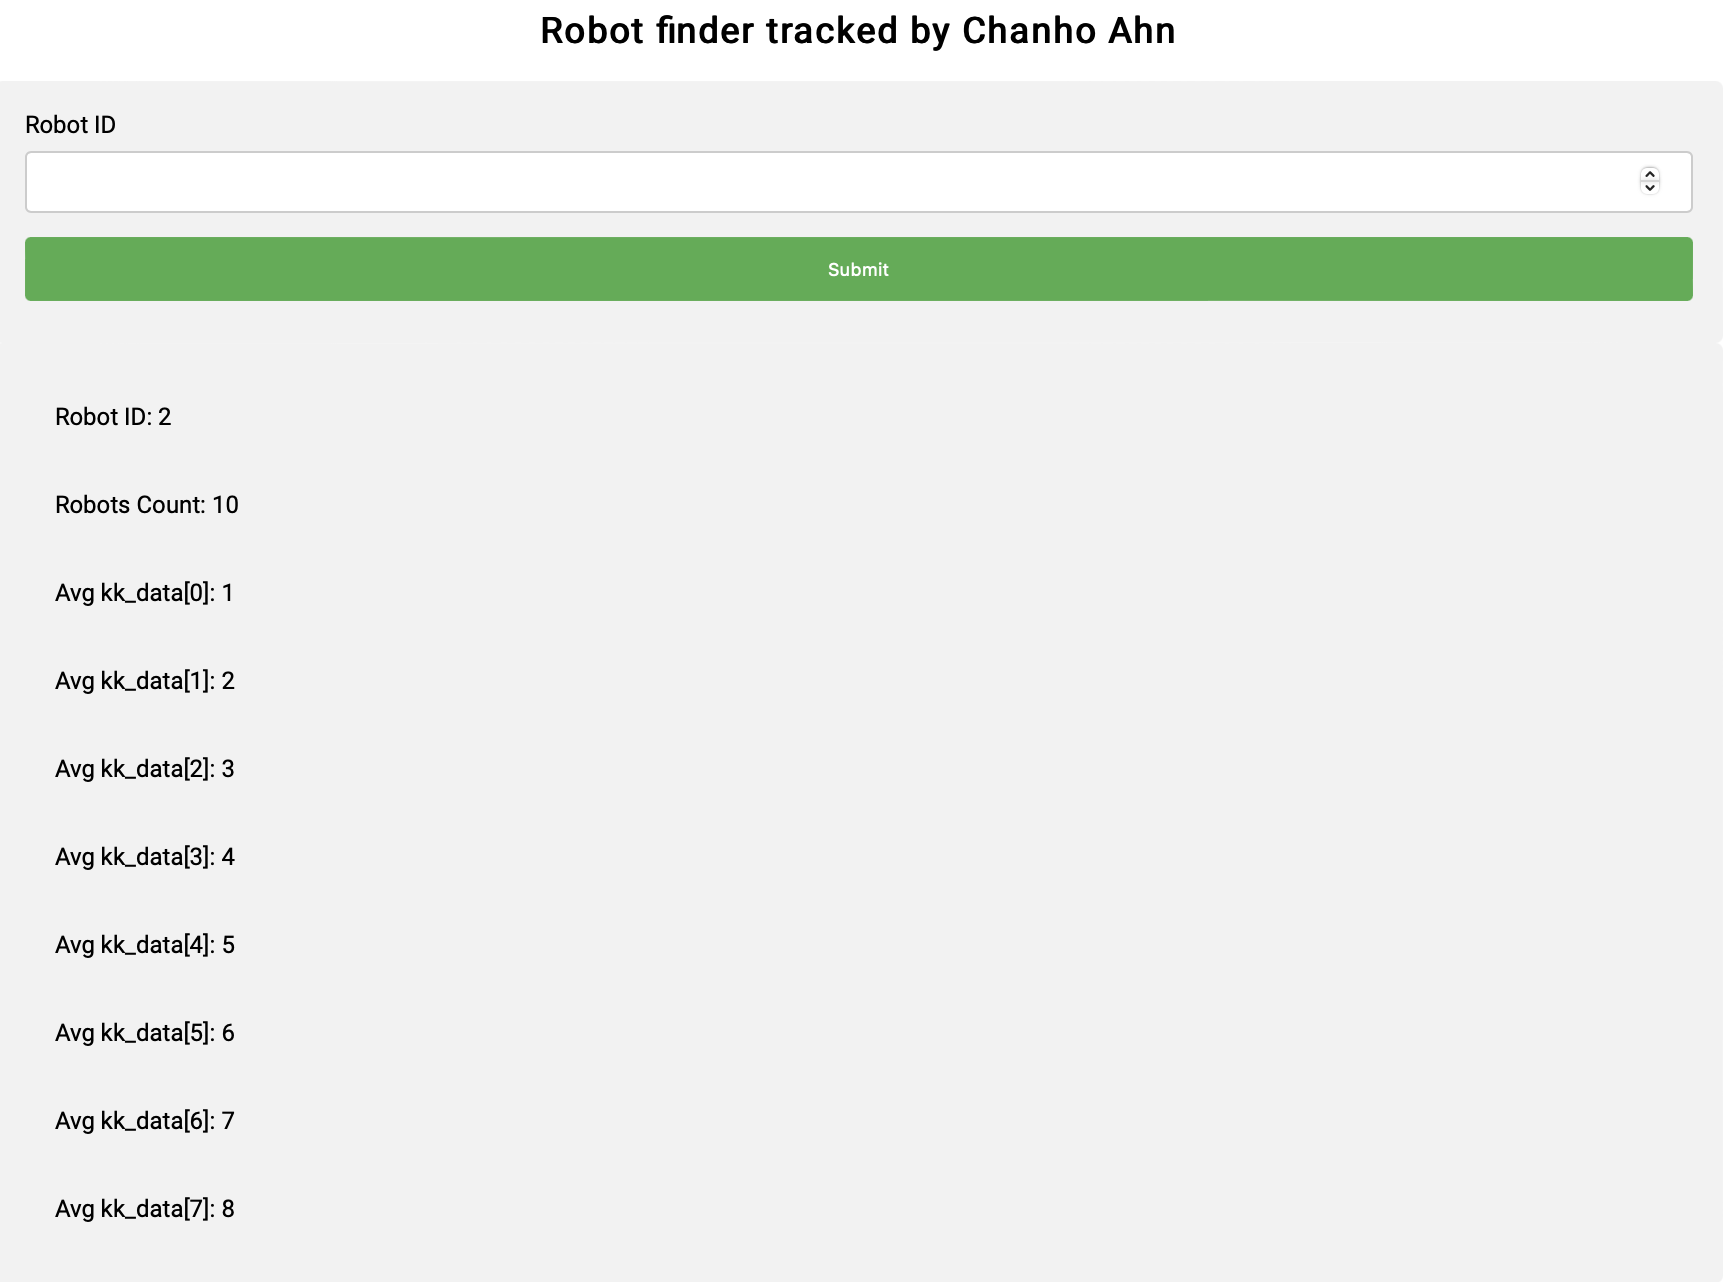 Robot finder tracked by Chanho Ahn
Robot ID
Submit
Robot ID: 2
Robots Count: 10
Avg kk_data[0]: 1
Avg kk_data[1]: 2
Avg kk_data[2]: 3
Avg kk_data[3]: 4
Avg kk_data[4]: 5
Avg kk_data[5]: 6
Avg kk_data[6]: 7
Avg kk_data[7]: 8